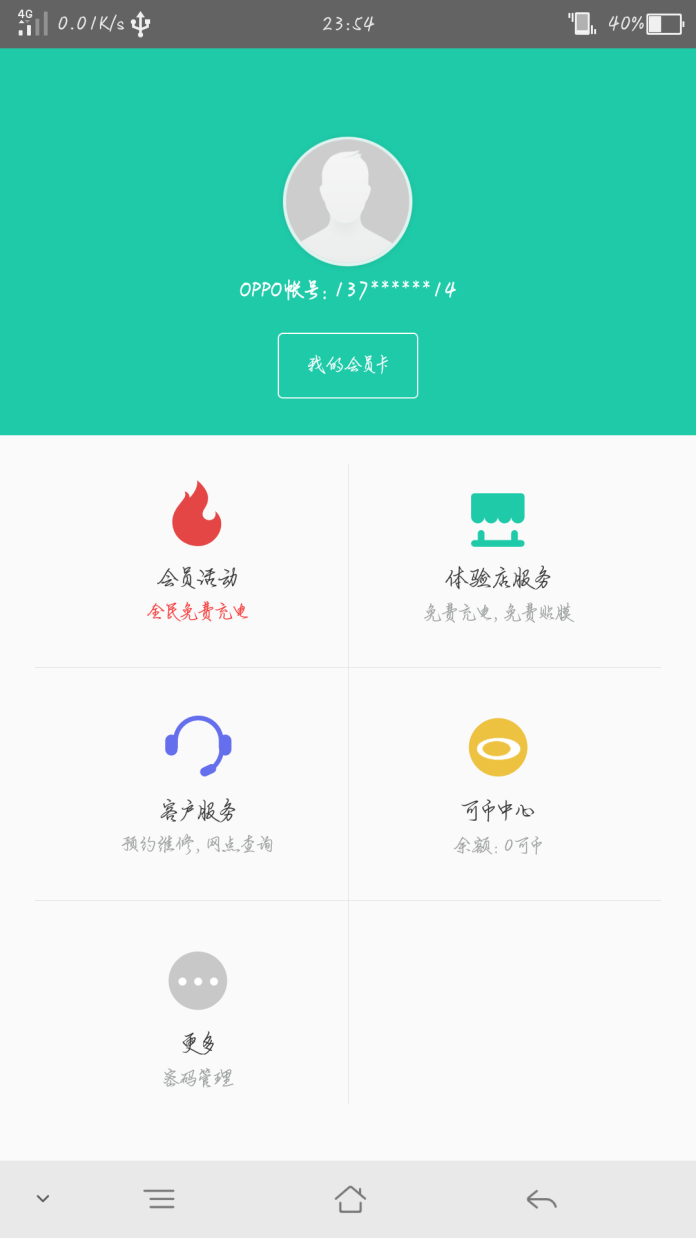 4G 0.01K/s 23:54 40%
OPPO帐号: 137******14
我的会员卡
会员活动
全民免费充电
体验店服务
免费充电, 免费贴膜
客户服务
预约维修, 网点查询
可币中心
余额: 0可币
更多
密码管理